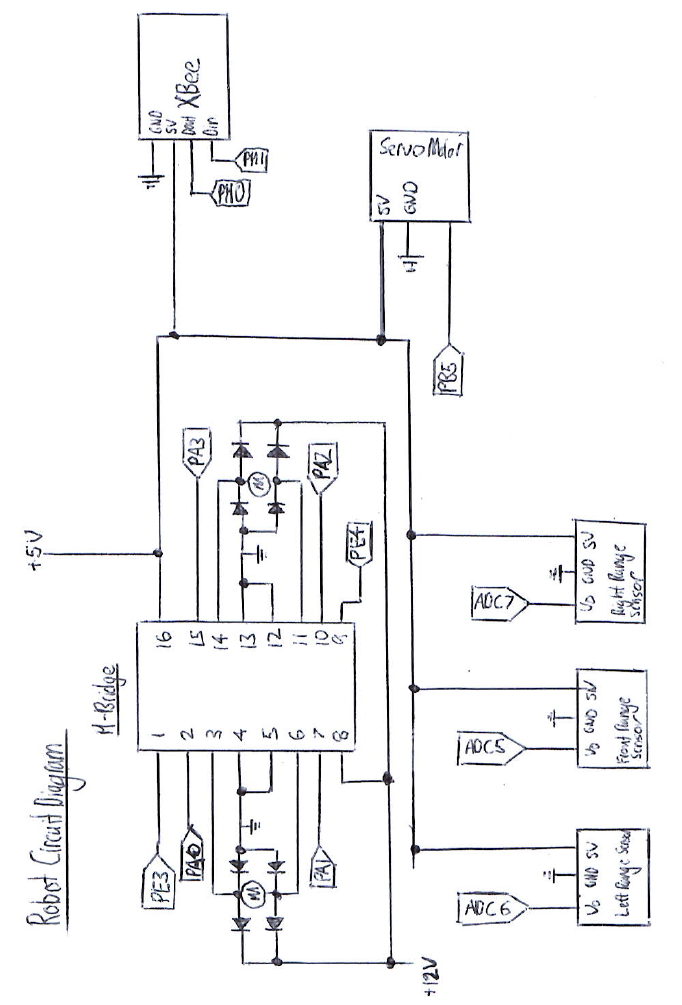 Robot Circuit Diagram
H-Bridge
+5V
GND
5V
Dout
Din
XBee
PH1
PH0
Servo Motor
5V
GND
PB5
1
2
3
4
5
6
7
8
16
15
14
13
12
11
10
9
PE3
PA0
PA1
M
PA3
PA2
PE4
M
+12V
ADC6
Vo GND 5V
Left Range Sensor
ADC5
Vo GND 5V
Front Range
Sensor
ADC7
Vo GND 5V
Right Range
Sensor